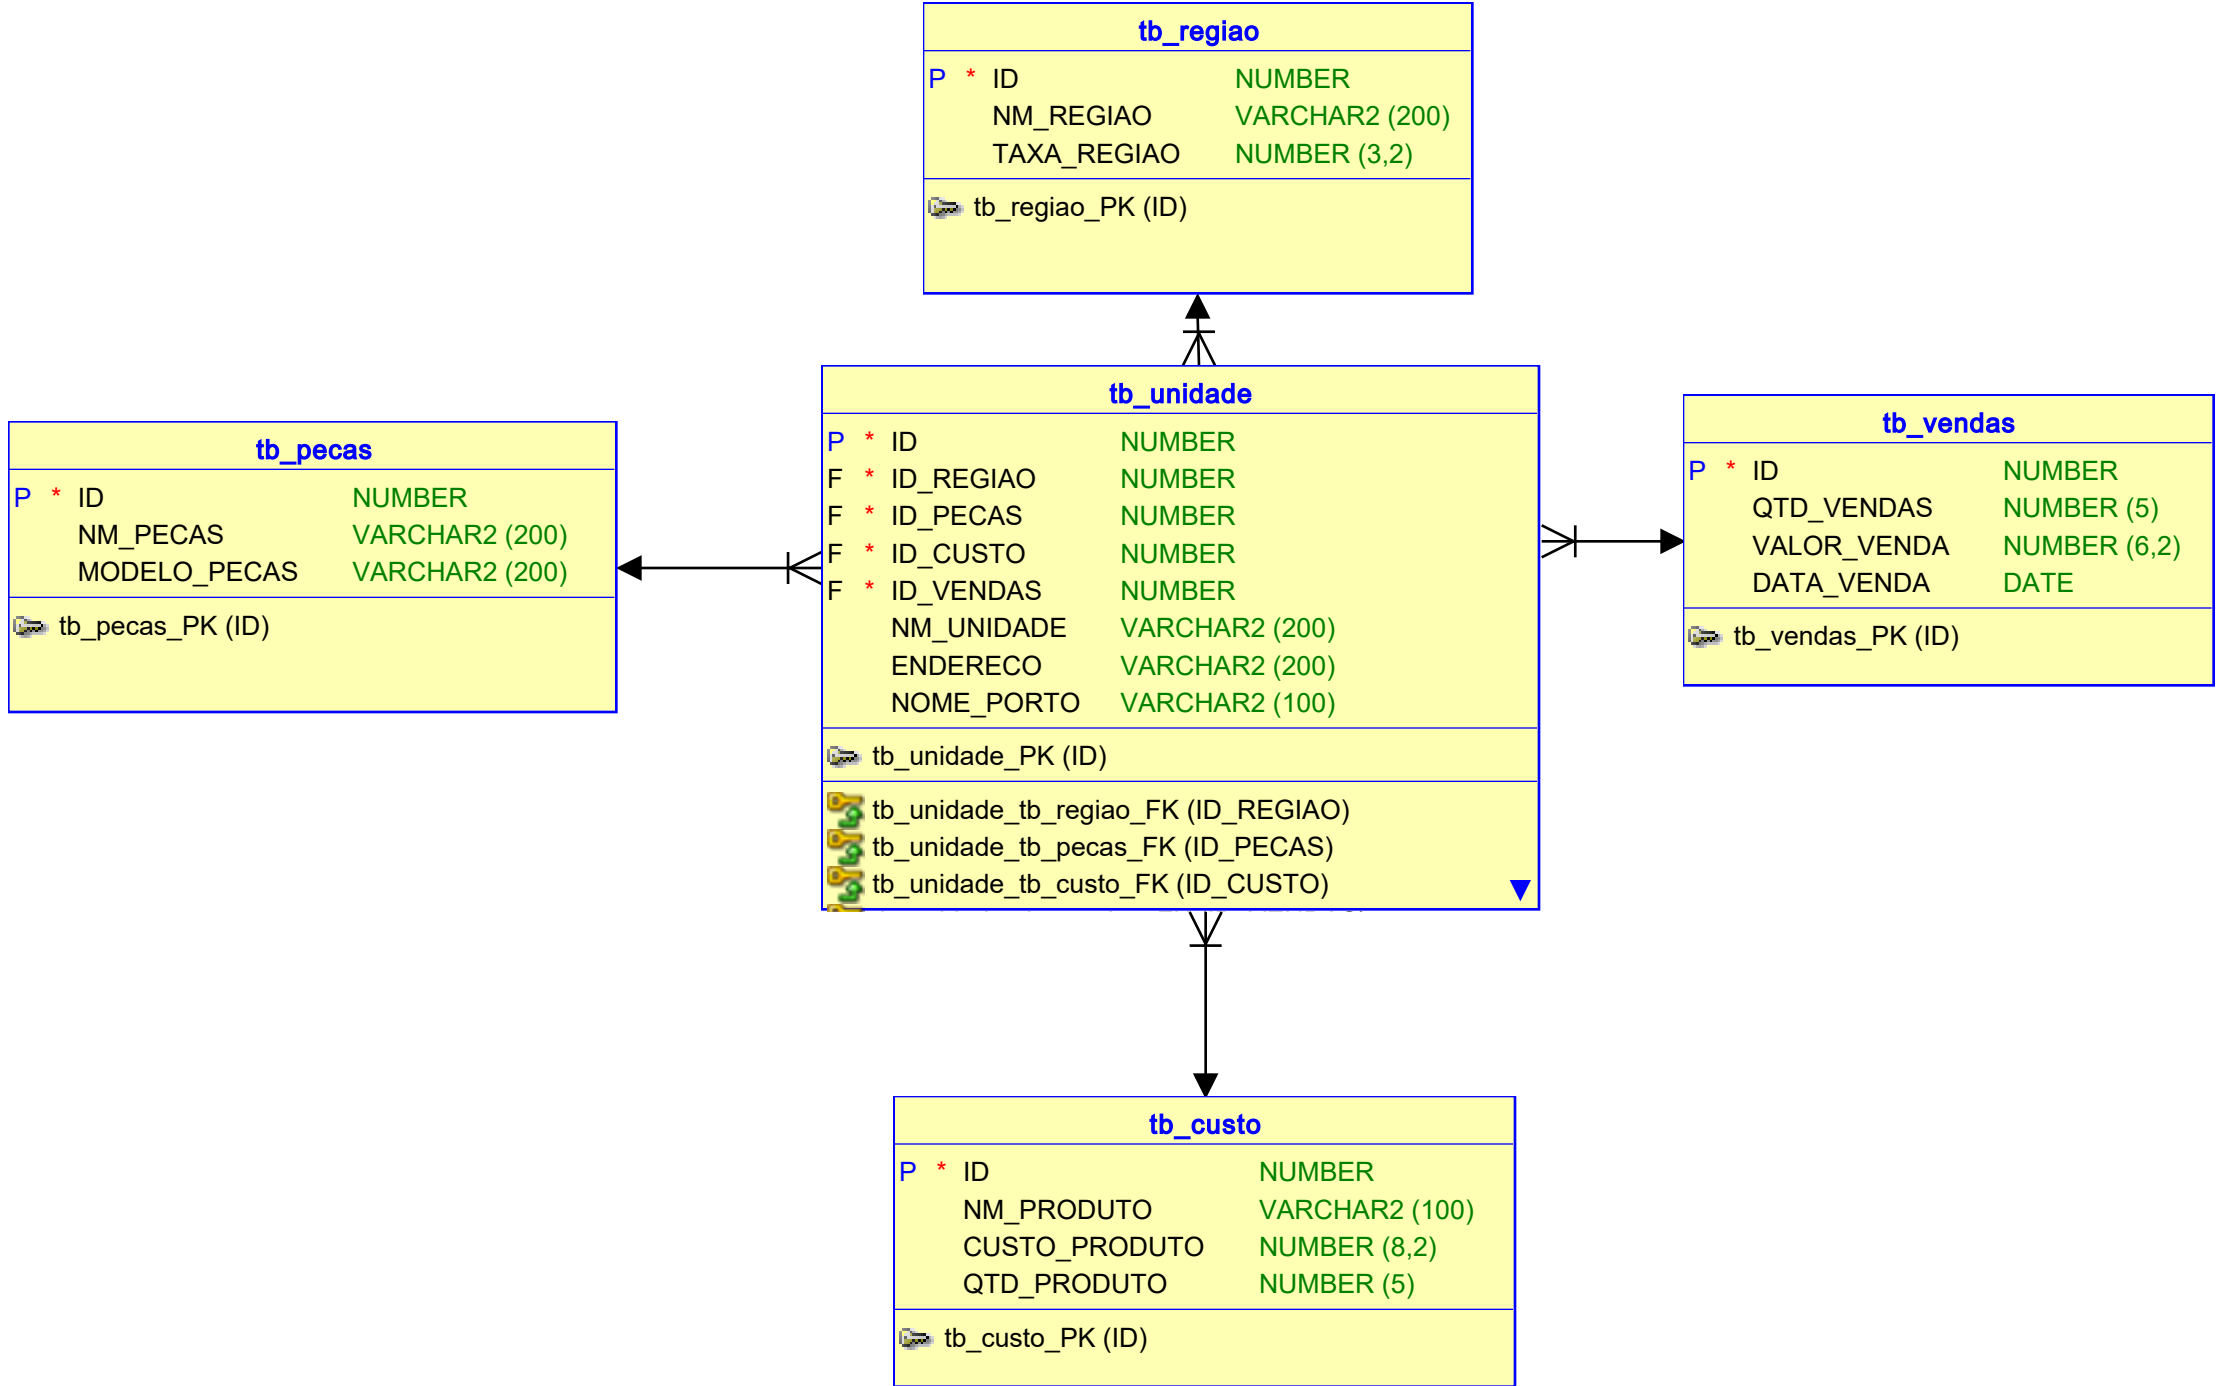 tb_regiao
P * ID NUMBER
NM_REGIAO VARCHAR2 (200)
TAXA_REGIAO NUMBER (3,2)
tb_regiao_PK (ID)
tb_pecas
P * ID NUMBER
NM_PECAS VARCHAR2 (200)
MODELO_PECAS VARCHAR2 (200)
tb_pecas_PK (ID)
tb_unidade
P * ID NUMBER
F * ID_REGIAO NUMBER
F * ID_PECAS NUMBER
F * ID_CUSTO NUMBER
F * ID_VENDAS NUMBER
NM_UNIDADE VARCHAR2 (200)
ENDERECO VARCHAR2 (200)
NOME_PORTO VARCHAR2 (100)
tb_unidade_PK (ID)
tb_unidade_tb_regiao_FK (ID_REGIAO)
tb_unidade_tb_pecas_FK (ID_PECAS)
tb_unidade_tb_custo_FK (ID_CUSTO)
tb_vendas
P * ID NUMBER
QTD_VENDAS NUMBER (5)
VALOR_VENDA NUMBER (6,2)
DATA_VENDA DATE
tb_vendas_PK (ID)
tb_custo
P * ID NUMBER
NM_PRODUTO VARCHAR2 (100)
CUSTO_PRODUTO NUMBER (8,2)
QTD_PRODUTO NUMBER (5)
tb_custo_PK (ID)